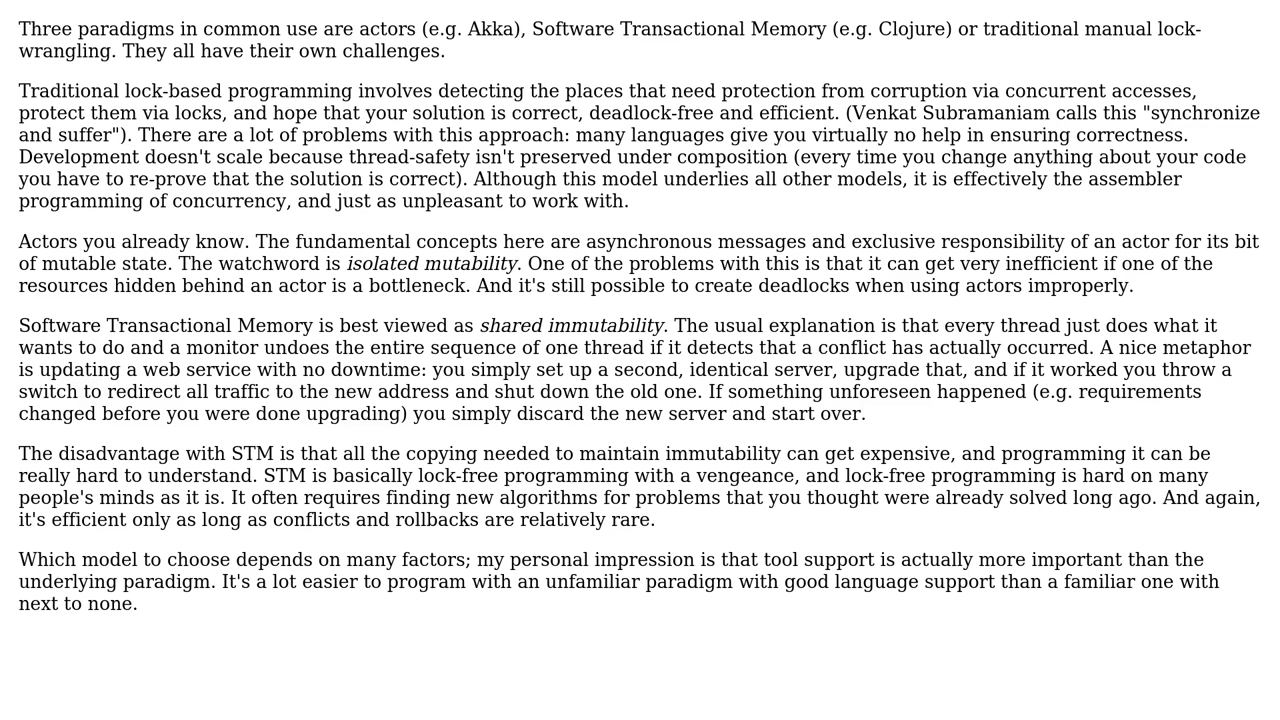 Three paradigms in common use are actors (e.g. Akka), Software Transactional Memory (e.g. Clojure) or traditional manual lock-
wrangling. They all have their own challenges.
Traditional lock-based programming involves detecting the places that need protection from corruption via concurrent accesses,
protect them via locks, and hope that your solution is correct, deadlock-free and efficient. (Venkat Subramaniam calls this "synchronize
and suffer"). There are a lot of problems with this approach: many languages give you virtually no help in ensuring correctness.
Development doesn't scale because thread-safety isn't preserved under composition (every time you change anything about your code
you have to re-prove that the solution is correct). Although this model underlies all other models, it is effectively the assembler
programming of concurrency, and just as unpleasant to work with.
Actors you already know. The fundamental concepts here are asynchronous messages and exclusive responsibility of an actor for its bit
of mutable state. The watchword is isolated mutability. One of the problems with this is that it can get very inefficient if one of the
resources hidden behind an actor is a bottleneck. And it's still possible to create deadlocks when using actors improperly.
Software Transactional Memory is best viewed as shared immutability. The usual explanation is that every thread just does what it
wants to do and a monitor undoes the entire sequence of one thread if it detects that a conflict has actually occurred. A nice metaphor
is updating a web service with no downtime: you simply set up a second, identical server, upgrade that, and if it worked you throw a
switch to redirect all traffic to the new address and shut down the old one. If something unforeseen happened (e.g. requirements
changed before you were done upgrading) you simply discard the new server and start over.
The disadvantage with STM is that all the copying needed to maintain immutability can get expensive, and programming it can be
really hard to understand. STM is basically lock-free programming with a vengeance, and lock-free programming is hard on many
people's minds as it is. It often requires finding new algorithms for problems that you thought were already solved long ago. And again,
it's efficient only as long as conflicts and rollbacks are relatively rare.
Which model to choose depends on many factors; my personal impression is that tool support is actually more important than the
underlying paradigm. It's a lot easier to program with an unfamiliar paradigm with good language support than a familiar one with
next to none.